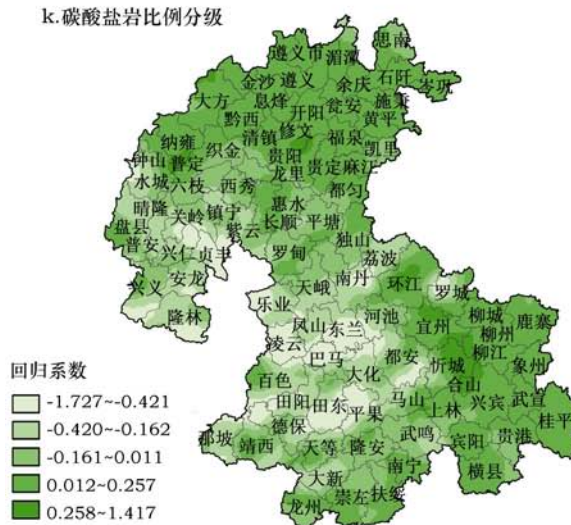 k.碳酸盐岩比例分级
思南
遵义市 湄潭
金沙 遵义 余庆 石阡 岑巩
大方 息烽 开阳 瓮安 施秉
黔西 黄平
纳雍 清镇 修文 福泉
织金 贵阳 凯里
钟山 普定 龙里 贵定 麻江
水城 六枝 西秀 都匀
晴隆 惠水
盘县 关岭 镇宁 紫云 长顺 平塘
普安 兴仁 贞丰 独山
罗甸 荔波
兴义 安龙 天峨 南丹 环江 罗城
隆林 乐业 河池 柳城 鹿寨
凤山 东兰 宜州 柳州
凌云 柳江
巴马 都安 忻城 象州
百色 大化 合山
田阳 田东 马山 上林 兴宾 武宣
平果 桂平
那坡 德保 武鸣 宾阳 贵港
靖西 天等 隆安
大新 南宁 横县
崇左 扶绥
龙州
回归系数
-1.727~-0.421
-0.420~-0.162
-0.161~0.011
0.012~0.257
0.258~1.417